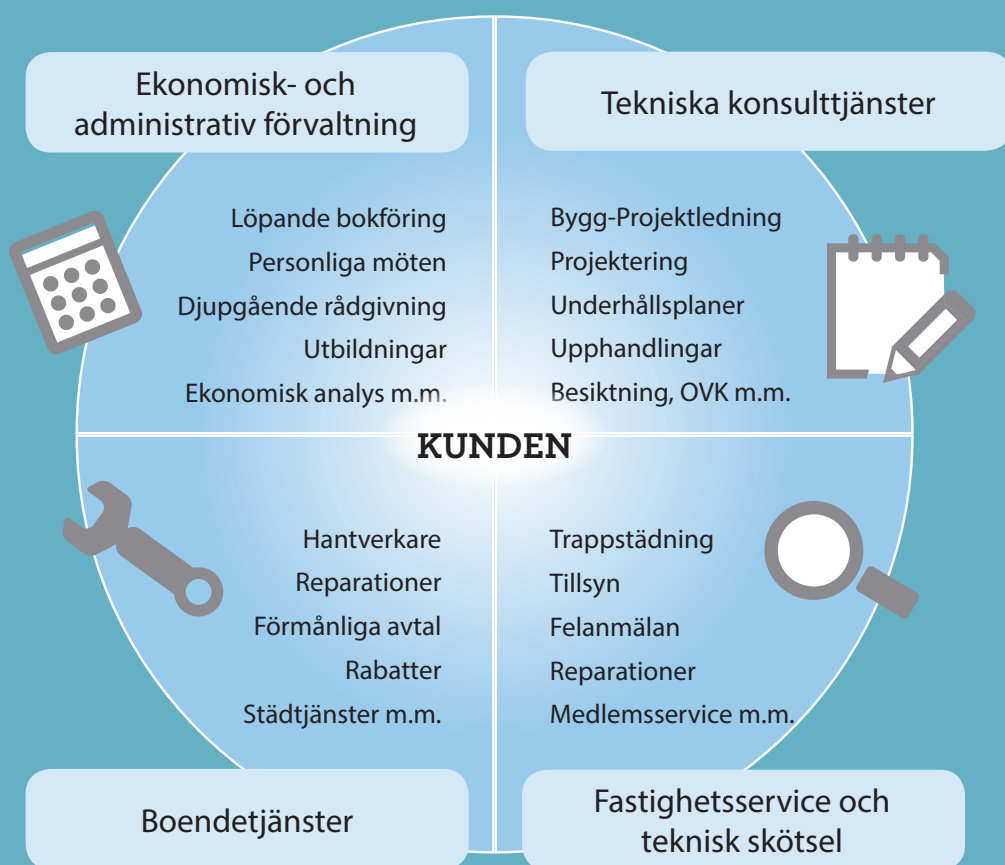 Ekonomisk- och
administrativ förvaltning
Löpande bokföring
Personliga möten
Djupgående rådgivning
Utbildningar
Ekonomisk analys m.m.
Tekniska konsulttjänster
Bygg-Projektledning
Projektering
Underhållsplaner
Upphandlingar
Besiktning, OVK m.m.
KUNDEN
Hantverkare
Reparationer
Förmånliga avtal
Rabatter
Städtjänster m.m.
Boendetjänster
Trappstädning
Tillsyn
Felanmälan
Reparationer
Medlemsservice m.m.
Fastighetsservice och
teknisk skötsel